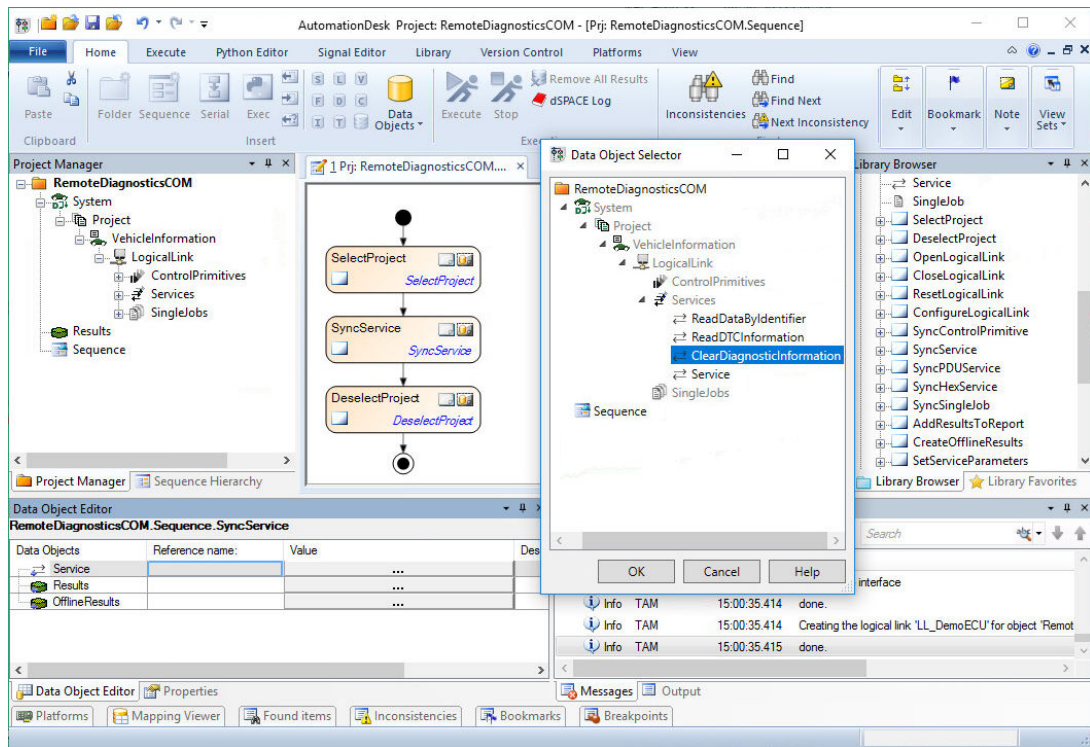 AutomationDesk Project: RemoteDiagnosticsCOM - [Prj: RemoteDiagnosticsCOM.Sequence]
File Home Execute Python Editor Signal Editor Library Version Control Platforms View
Paste Folder Sequence Serial Exec S L V F D C I T Data Objects Execute Stop Remove All Results dSPACE Log Inconsistencies Find Find Next Next Inconsistency Edit Bookmark Note View Sets
Clipboard Insert
Project Manager
RemoteDiagnosticsCOM
System
Project
VehicleInformation
LogicalLink
ControlPrimitives
Services
SingleJobs
Results
Sequence
Project Manager Sequence Hierarchy
1 Prj: RemoteDiagnosticsCOM....
SelectProject
SelectProject
SyncService
SyncService
DeselectProject
DeselectProject
Data Object Selector
RemoteDiagnosticsCOM
System
Project
VehicleInformation
LogicalLink
ControlPrimitives
Services
ReadDataByIdentifier
ReadDTCInformation
ClearDiagnosticInformation
Service
SingleJobs
Sequence
OK Cancel Help
Library Browser
Service
SingleJob
SelectProject
DeselectProject
OpenLogicalLink
CloseLogicalLink
ResetLogicalLink
ConfigureLogicalLink
SyncControlPrimitive
SyncService
SyncPDUService
SyncHexService
SyncSingleJob
AddResultsToReport
CreateOfflineResults
SetServiceParameters
Library Browser Library Favorites
Data Object Editor
RemoteDiagnosticsCOM.Sequence.SyncService
Data Objects Reference name: Value Des
Service ...
Results ...
OfflineResults ...
Data Object Editor Properties
Search
interface
Info TAM 15:00:35.414 done.
Info TAM 15:00:35.414 Creating the logical link 'LL_DemoECU' for object 'Remot
Info TAM 15:00:35.415 done.
Messages Output
Platforms Mapping Viewer Found items Inconsistencies Bookmarks Breakpoints